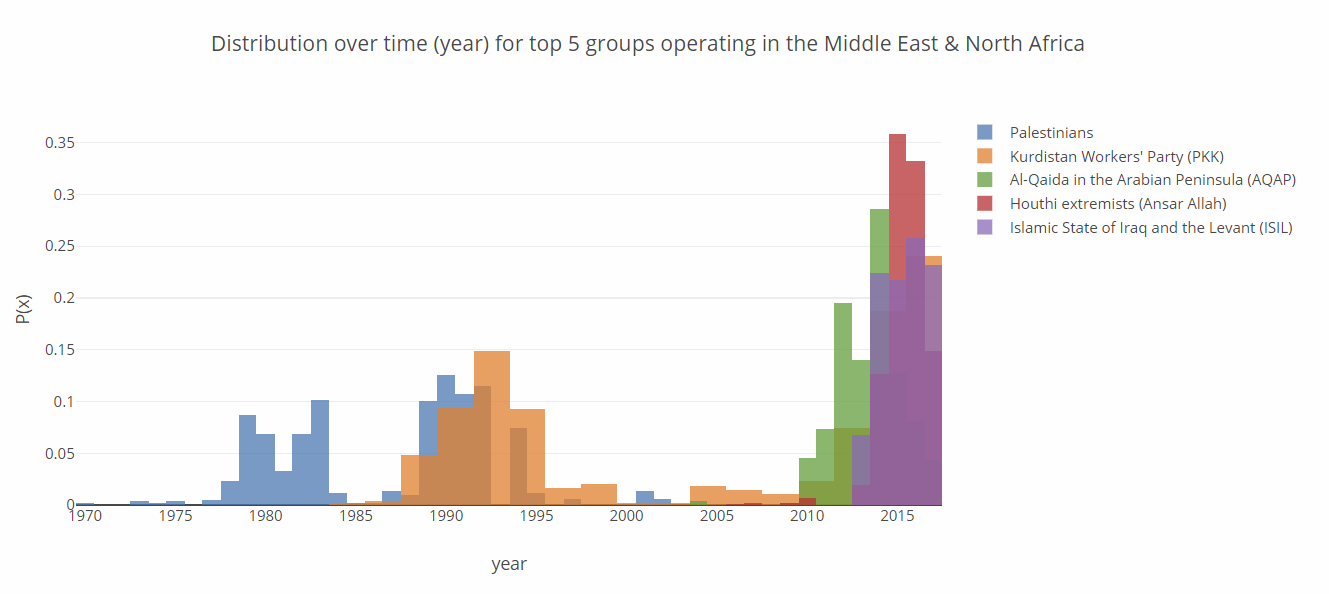 Distribution over time (year) for top 5 groups operating in the Middle East & North Africa
0.35
0.3
0.25
0.2
0.15
0.1
0.05
0
P(x)
1970 1975 1980 1985 1990 1995 2000 2005 2010 2015
year
Palestinians
Kurdistan Workers' Party (PKK)
Al-Qaida in the Arabian Peninsula (AQAP)
Houthi extremists (Ansar Allah)
Islamic State of Iraq and the Levant (ISIL)